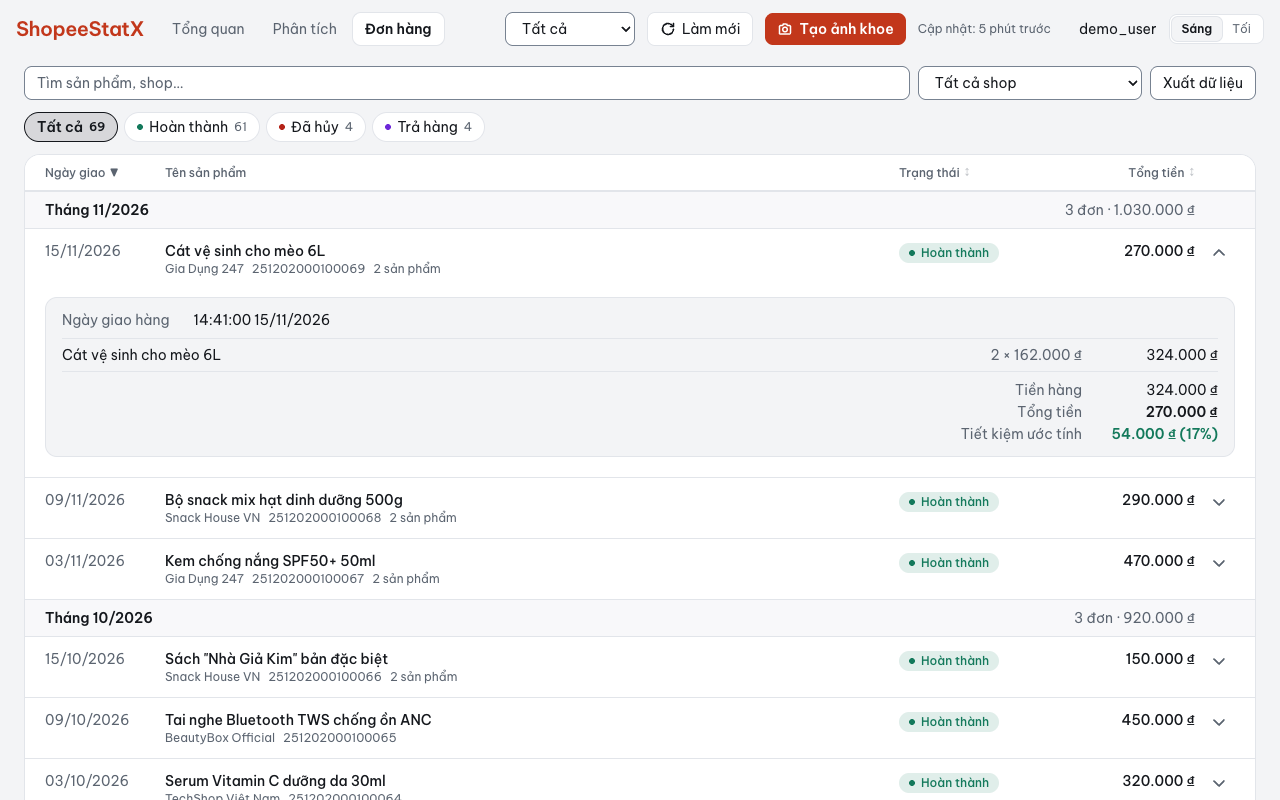 ShopeeStatX Tổng quan Phân tích Đơn hàng Tất cả Làm mới Tạo ảnh khoe Cập nhật: 5 phút trước demo_user Sáng Tối
Tìm sản phẩm, shop... Tất cả shop Xuất dữ liệu
Tất cả 69 Hoàn thành 61 Đã hủy 4 Trả hàng 4
Ngày giao ▼ Tên sản phẩm Trạng thái ↕ Tổng tiền ↕
Tháng 11/2026 3 đơn · 1.030.000 ₫
15/11/2026 Cát vệ sinh cho mèo 6L Hoàn thành 270.000 ₫
Gia Dụng 247 251202000100069 2 sản phẩm
Ngày giao hàng 14:41:00 15/11/2026
Cát vệ sinh cho mèo 6L 2 × 162.000 ₫ 324.000 ₫
Tiền hàng 324.000 ₫
Tổng tiền 270.000 ₫
Tiết kiệm ước tính 54.000 ₫ (17%)
09/11/2026 Bộ snack mix hạt dinh dưỡng 500g Hoàn thành 290.000 ₫
Snack House VN 251202000100068 2 sản phẩm
03/11/2026 Kem chống nắng SPF50+ 50ml Hoàn thành 470.000 ₫
Gia Dụng 247 251202000100067 2 sản phẩm
Tháng 10/2026 3 đơn · 920.000 ₫
15/10/2026 Sách "Nhà Giả Kim" bản đặc biệt Hoàn thành 150.000 ₫
Snack House VN 251202000100066 2 sản phẩm
09/10/2026 Tai nghe Bluetooth TWS chống ồn ANC Hoàn thành 450.000 ₫
BeautyBox Official 251202000100065
03/10/2026 Serum Vitamin C dưỡng da 30ml Hoàn thành 320.000 ₫
TechShop Việt Nam 251202000100064